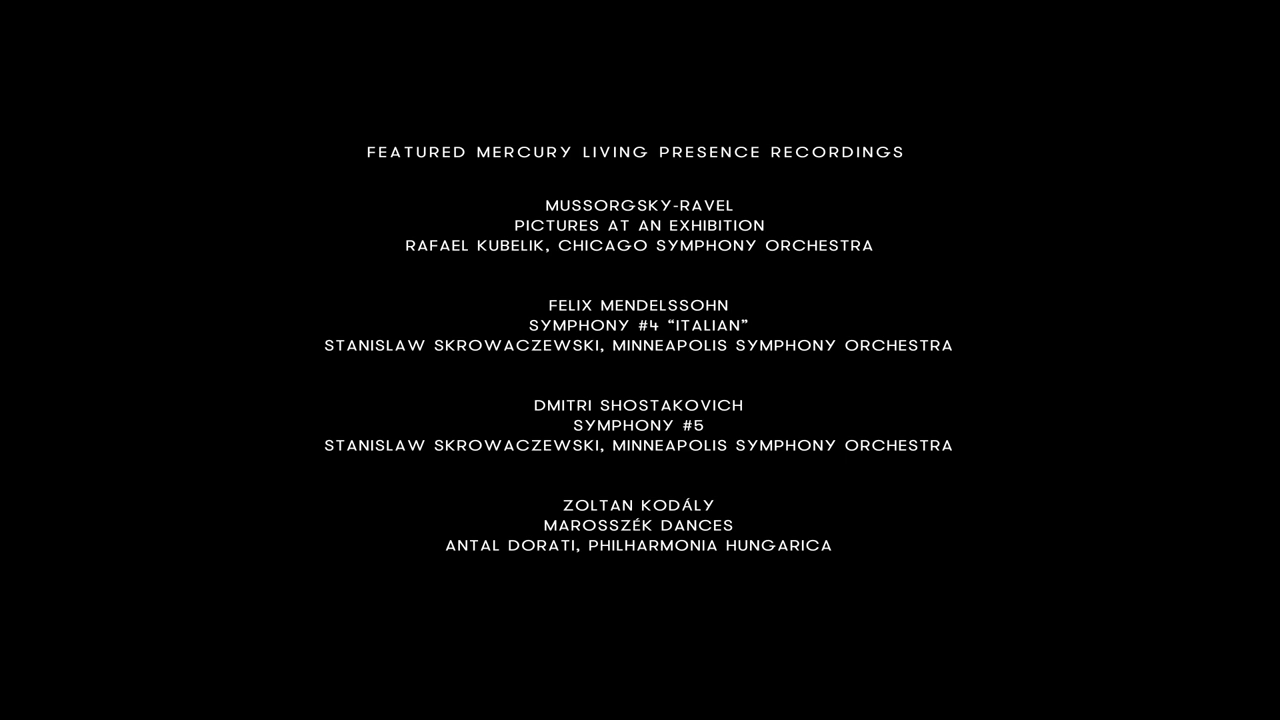 FEATURED MERCURY LIVING PRESENCE RECORDINGS
MUSSORGSKY-RAVEL
PICTURES AT AN EXHIBITION
RAFAEL KUBELIK, CHICAGO SYMPHONY ORCHESTRA
FELIX MENDELSSOHN
SYMPHONY #4 “ITALIAN”
STANISLAW SKROWACZEWSKI, MINNEAPOLIS SYMPHONY ORCHESTRA
DMITRI SHOSTAKOVICH
SYMPHONY #5
STANISLAW SKROWACZEWSKI, MINNEAPOLIS SYMPHONY ORCHESTRA
ZOLTAN KODÁLY
MAROSSZÉK DANCES
ANTAL DORATI, PHILHARMONIA HUNGARICA